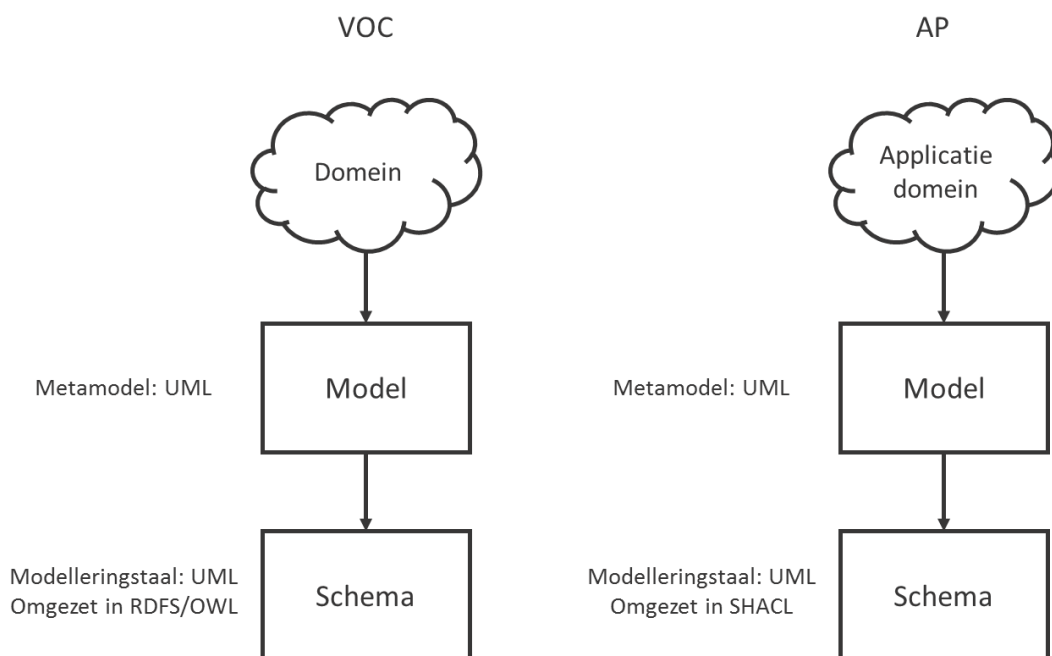 VOC
AP
Domein
Applicatie
domein
Metamodel: UML
Model
Metamodel: UML
Model
Modelleringstaal: UML
Omgezet in RDFS/OWL
Schema
Modelleringstaal: UML
Omgezet in SHACL
Schema